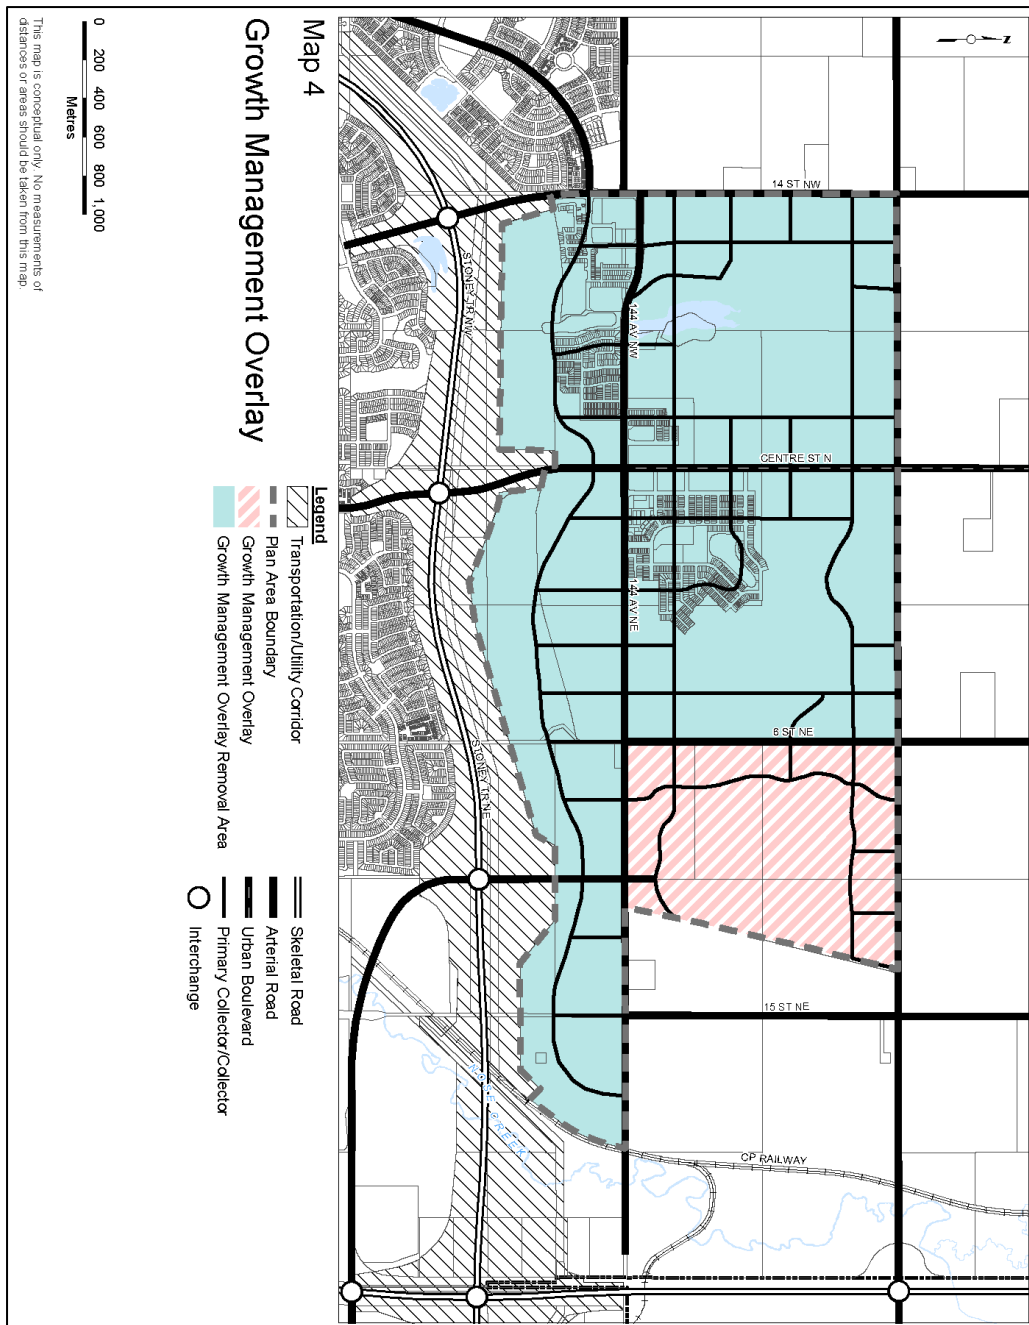 Map 4
Growth Management Overlay
Legend
Transportation/Utility Corridor
Plan Area Boundary
Growth Management Overlay
Growth Management Overlay Removal Area
Skeletal Road
Arterial Road
Urban Boulevard
Primary Collector/Collector
Interchange
0 200 400 600 800 1,000
Metres
This map is conceptual only. No measurements of
distances or areas should be taken from this map.
N
14 ST NW
STONEY TR NW
144 AV NW
CENTRE ST N
144 AV NE
6 ST NE
STONEY TR NE
15 ST NE
NOSE CREEK
CP RAILWAY